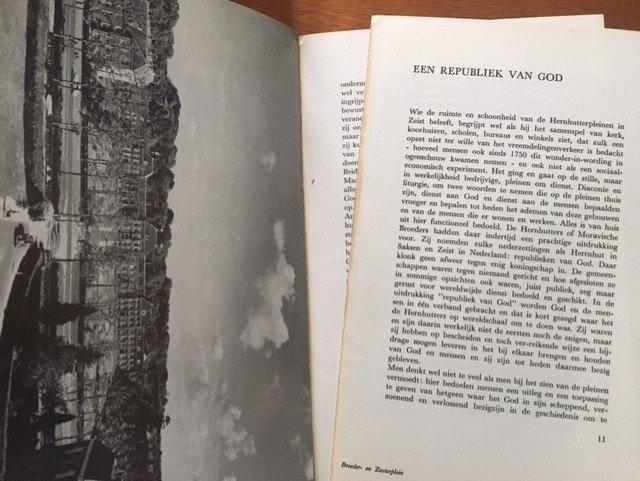 EEN REPUBLIEK VAN GOD
Wie de ruimte en schoonheid van de Hernhutterpleinen in
Zeist beleeft, begrijpt wel als hij het samenspel van kerk,
koorhuizen, scholen, bureaus en winkels ziet, dat zulk een
opzet niet ter wille van het vreemdelingenverkeer is bedacht
- hoeveel mensen ook sinds 1750 dit wonder-in-wording in
ogenschouw kwamen nemen - en ook niet als een sociaal-
economisch experiment. Het ging en gaat op de stille, maar
in werkelijkheid bedrijvige, pleinen om dienst. Diaconie en
liturgie, om twee woorden te nemen die op de pleinen thuis
zijn, dienst aan God en dienst aan de mensen bepaalden
vroeger en bepalen tot heden het ademen van deze gebouwen
en van de mensen die er wonen en werken. Alles is van huis
uit hier functioneel bedoeld. De Hernhutters of Moravische
Broeders hadden daar indertijd een prachtige uitdrukking
voor. Zij noemden zulke nederzettingen als Herrnhut in
Saksen en Zeist in Nederland: republieken van God. Daar
klonk geen afweer tegen enig koningschap in. De gemeen-
schappen waren tegen niemand gericht en hoe afgesloten ze
in sommige opzichten ook waren, juist publiek, zeg maar
gerust voor wereldwijde dienst bedoeld en geschikt. In de
uitdrukking "republiek van God" worden God en de men-
sen in één verband gebracht en dat is kort gezegd waar het
de Hernhutters op wereldschaal om te doen was. Zij waren
en zijn daarin werkelijk niet de eersten noch de enigen, maar
zij hebben op bescheiden en toch ver-reikende wijze een bij-
drage mogen leveren in het bij elkaar brengen en houden
van God en mensen en zij zijn tot heden daarmee bezig
gebleven.
Men denkt wel niet te veel als men bij het zien van de pleinen
vermoedt: hier bedoelen mensen een uitleg en een toepassing
te geven van hetgeen waar het God in zijn scheppend, ver-
zoenend en verlossend bezigzijn in de geschiedenis om te
11
Broeder- en Zusterplein